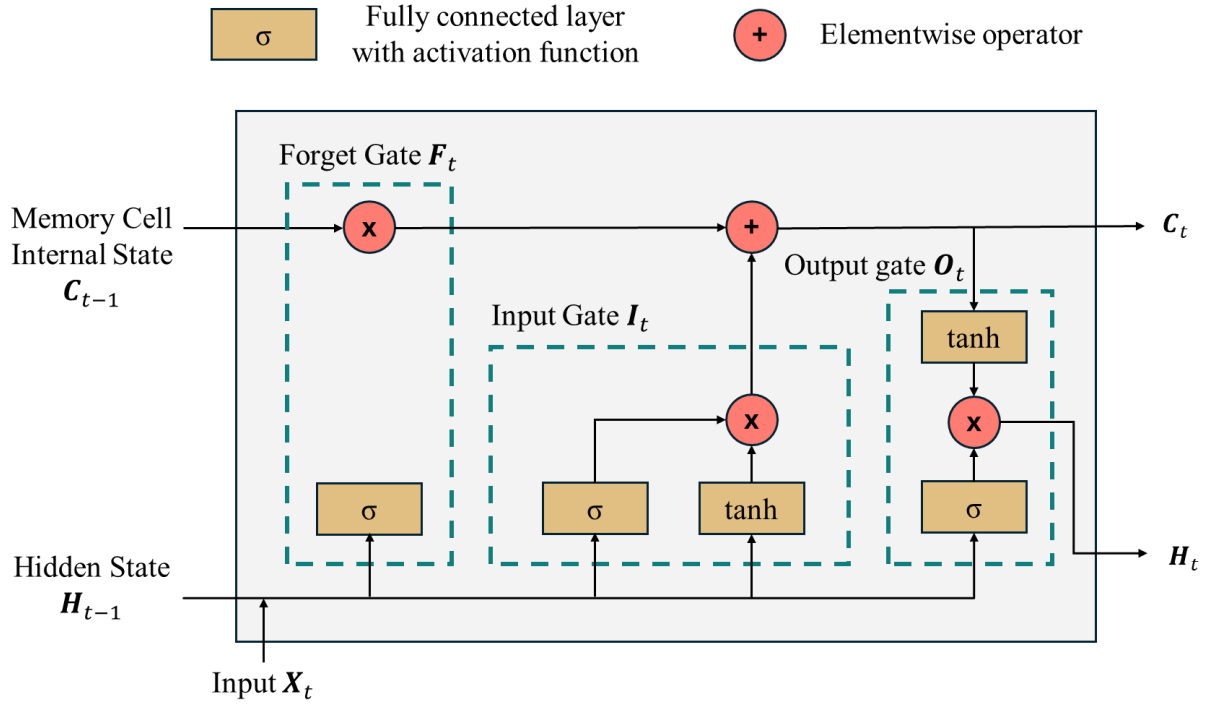 σ
Fully connected layer
with activation function
+
Elementwise operator
Forget Gate F_t
Memory Cell
Internal State
C_{t−1}
x
+
C_t
Output gate O_t
Input Gate I_t
tanh
x
x
σ
σ
tanh
σ
Hidden State
H_{t−1}
H_t
Input X_t